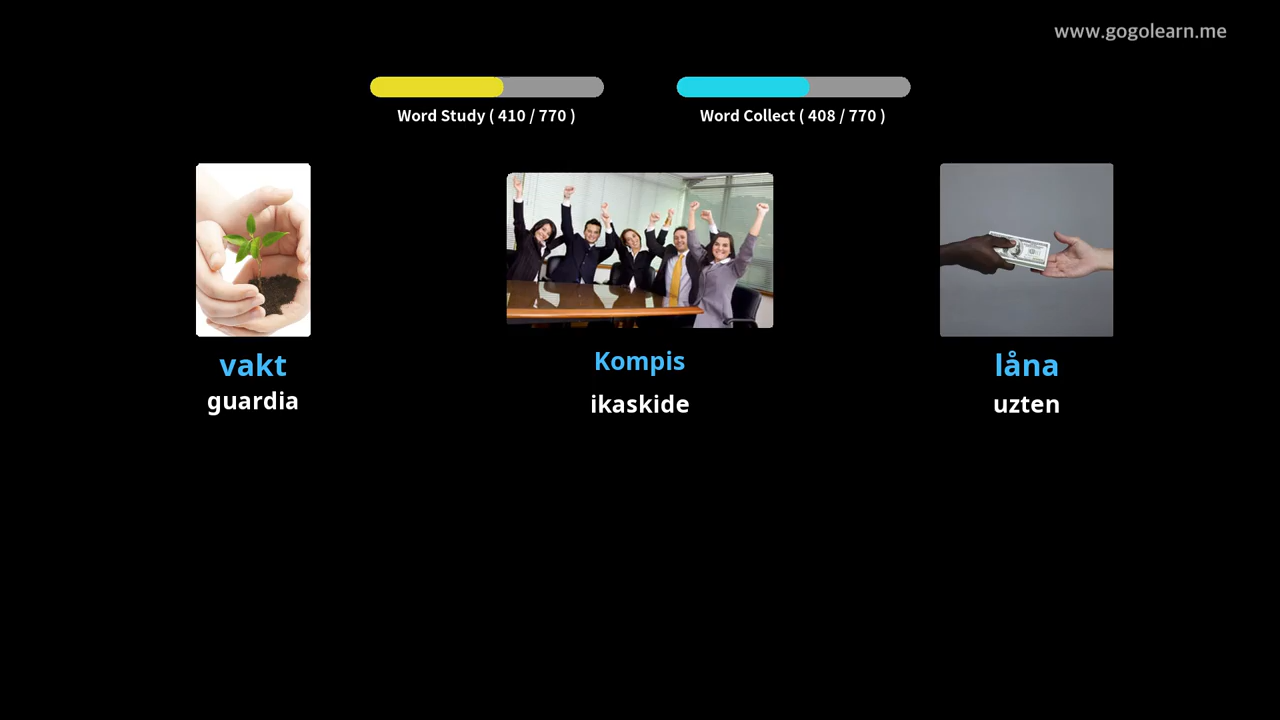 www.gogolearn.me
Word Study ( 410 / 770 )
Word Collect ( 408 / 770 )
vakt
guardia
Kompis
ikaskide
låna
uzten